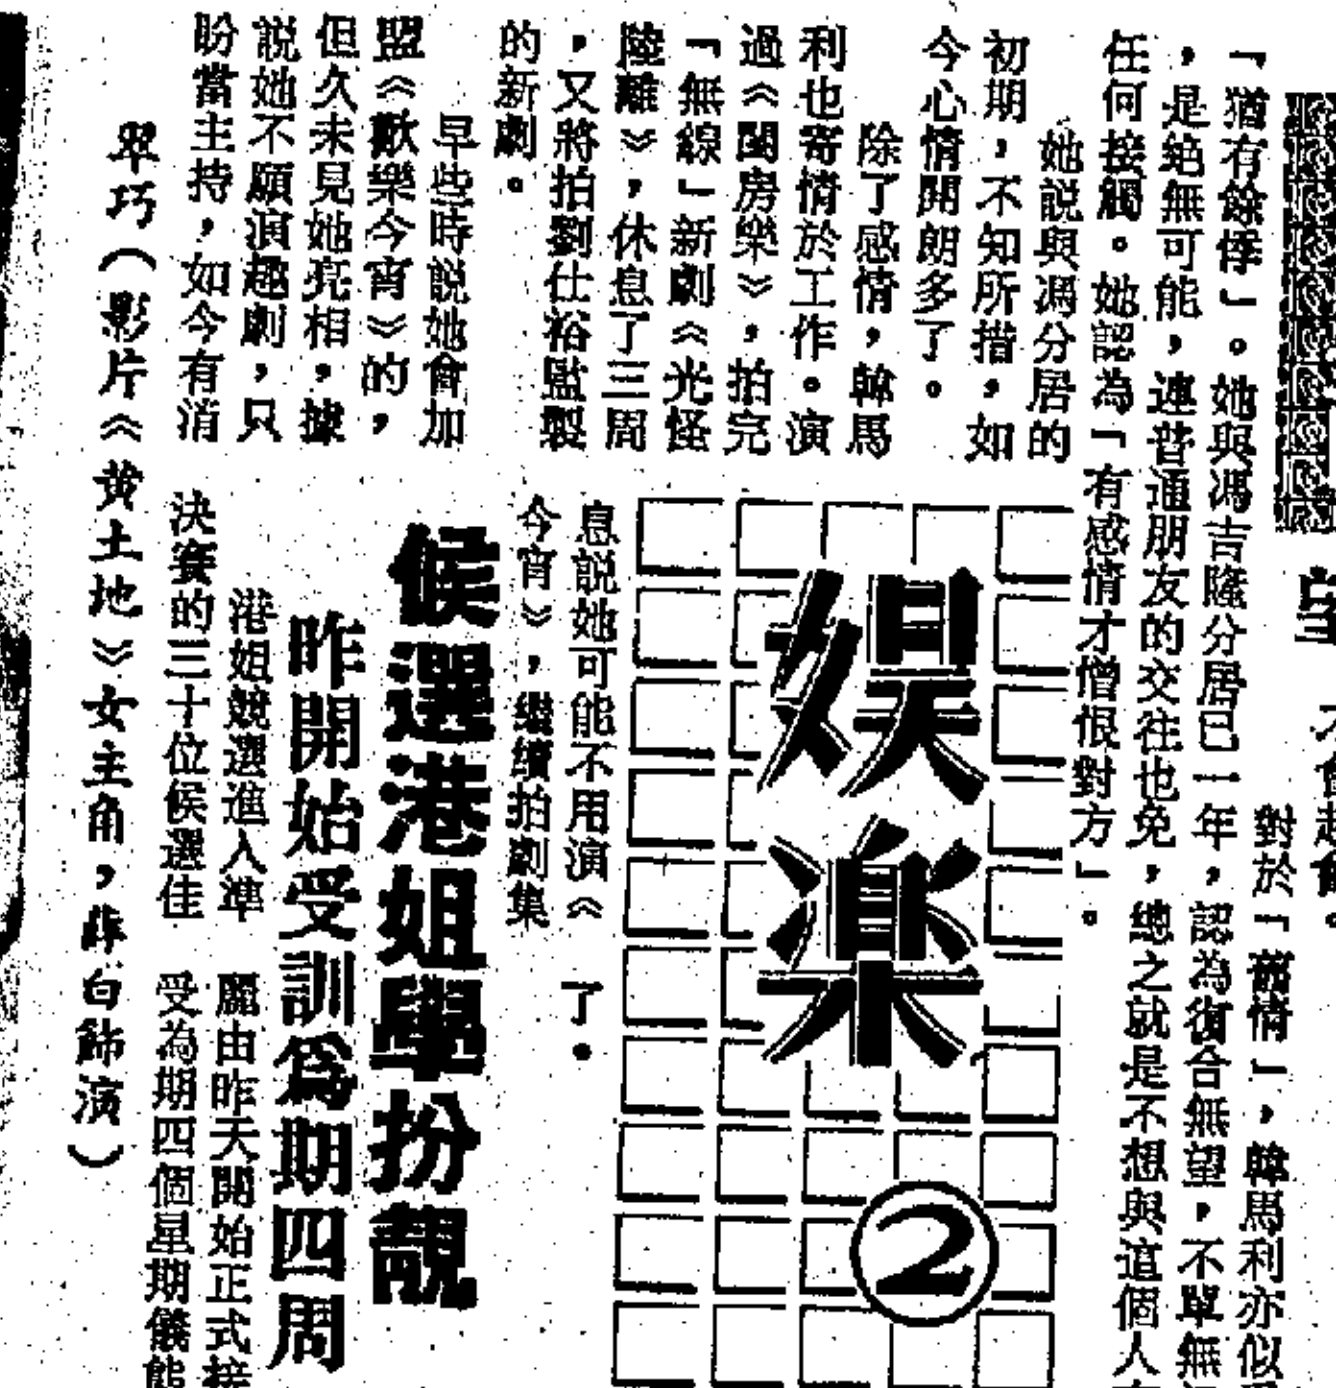 望
才會起
對於「舊情」，韓馬利亦似
「猶有餘悸」。她與馮吉隆分居已一年，認為復合無望，不單無
，是絕無可能，連普通朋友的交往也免，總之就是不想與這個人
任何接觸。她認為「有感情才憎恨對方」。
她說與馮分居的
初期，不知所措，如
今心情開朗多了。
除了感情，韓馬
利也寄情於工作。演
過《閨房樂》，拍完
「無線」新劇《光怪
陸離》，休息了三周
，又將拍劉仕裕監製
的新劇。
早些時說她會加
盟《歡樂今宵》的，
但久未見她亮相，據
說她不願演趣劇，只
盼當主持，如今有消
息說她可能不用演《
今宵》，繼續拍劇集
了。
娱楽
②
候選港姐學扮靚
昨開始受訓爲期四周
港姐競選進入準
決賽的三十位候選佳
麗由昨天開始正式接
受為期四個星期儀態
翠巧（影片《黄土地》女主角，薛白飾演）